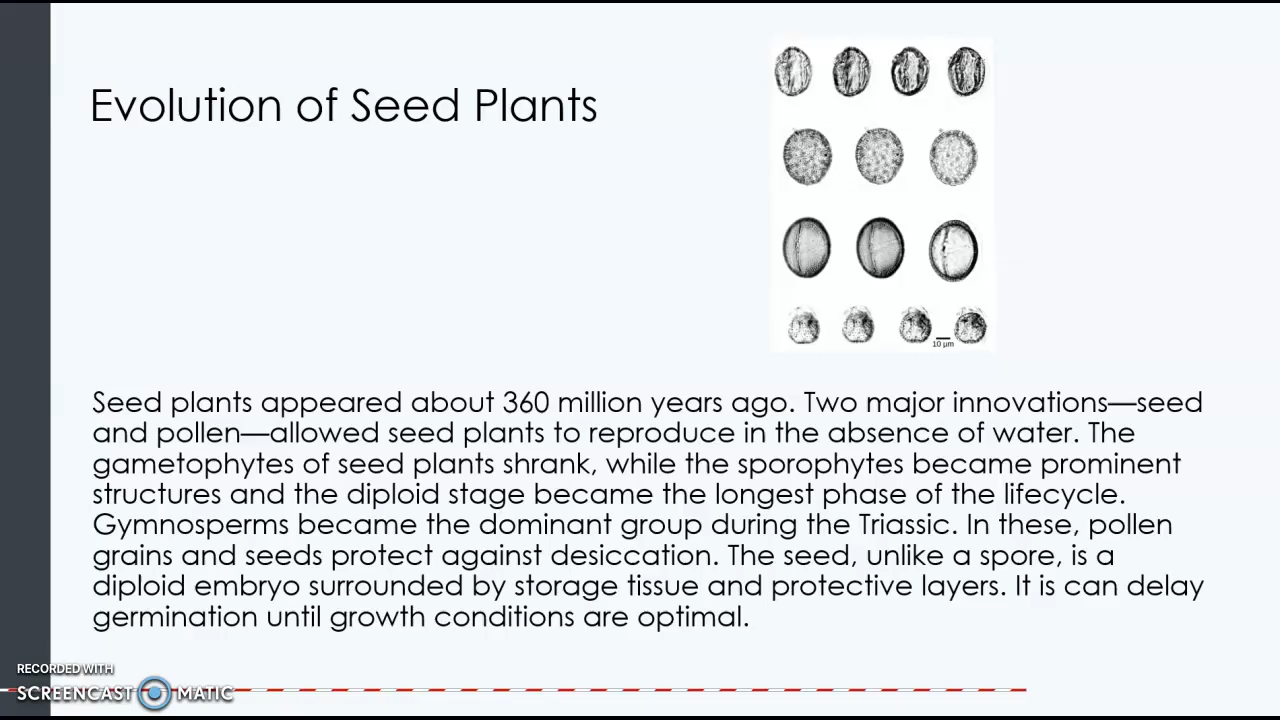 Evolution of Seed Plants
10 µm
Seed plants appeared about 360 million years ago. Two major innovations—seed
and pollen—allowed seed plants to reproduce in the absence of water. The
gametophytes of seed plants shrank, while the sporophytes became prominent
structures and the diploid stage became the longest phase of the lifecycle.
Gymnosperms became the dominant group during the Triassic. In these, pollen
grains and seeds protect against desiccation. The seed, unlike a spore, is a
diploid embryo surrounded by storage tissue and protective layers. It is can delay
germination until growth conditions are optimal.
RECORDED WITH
SCREENCAST MATIC